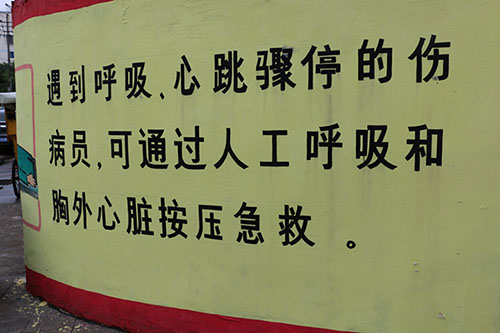 遇到呼吸、心跳骤停的伤
病员,可通过人工呼吸和
胸外心脏按压急救。